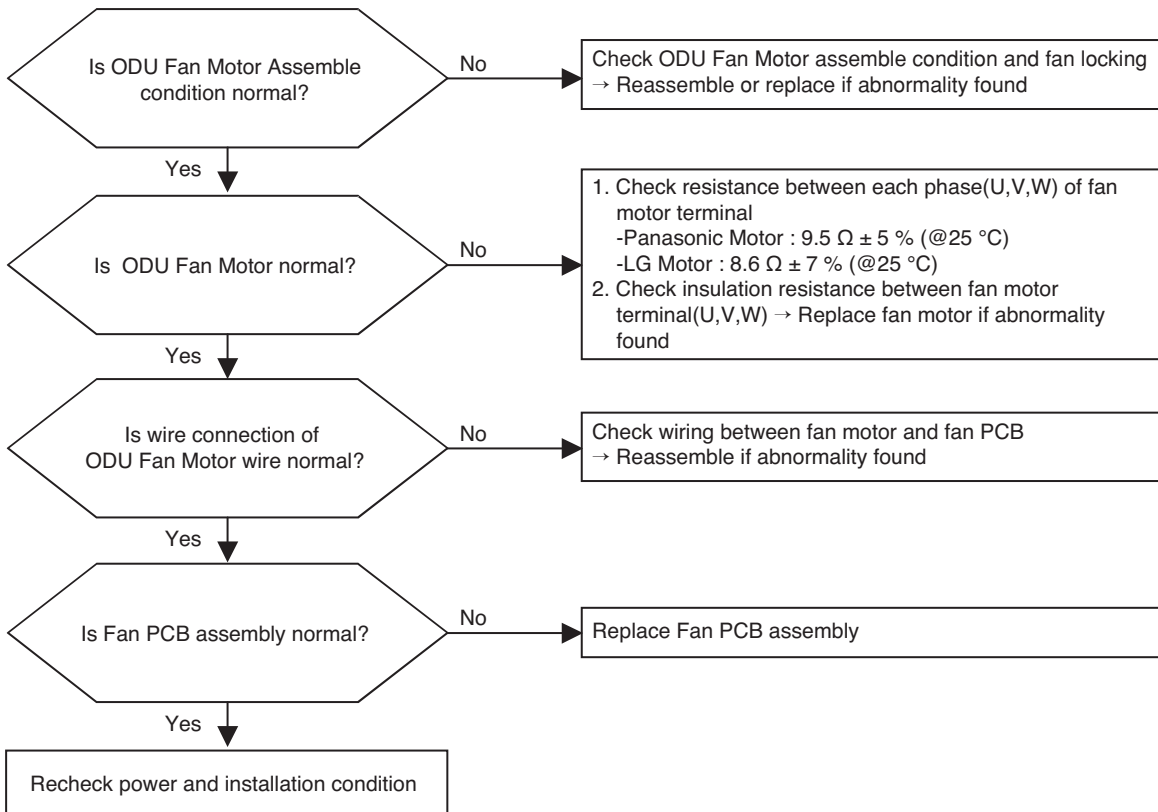 Is ODU Fan Motor Assemble
condition normal?
No
Check ODU Fan Motor assemble condition and fan locking
→ Reassemble or replace if abnormality found
Yes
Is ODU Fan Motor normal?
No
1. Check resistance between each phase(U,V,W) of fan
motor terminal
-Panasonic Motor : 9.5 Ω ± 5 % (@25 °C)
-LG Motor : 8.6 Ω ± 7 % (@25 °C)
2. Check insulation resistance between fan motor
terminal(U,V,W) → Replace fan motor if abnormality
found
Yes
Is wire connection of
ODU Fan Motor wire normal?
No
Check wiring between fan motor and fan PCB
→ Reassemble if abnormality found
Yes
Is Fan PCB assembly normal?
No
Replace Fan PCB assembly
Yes
Recheck power and installation condition